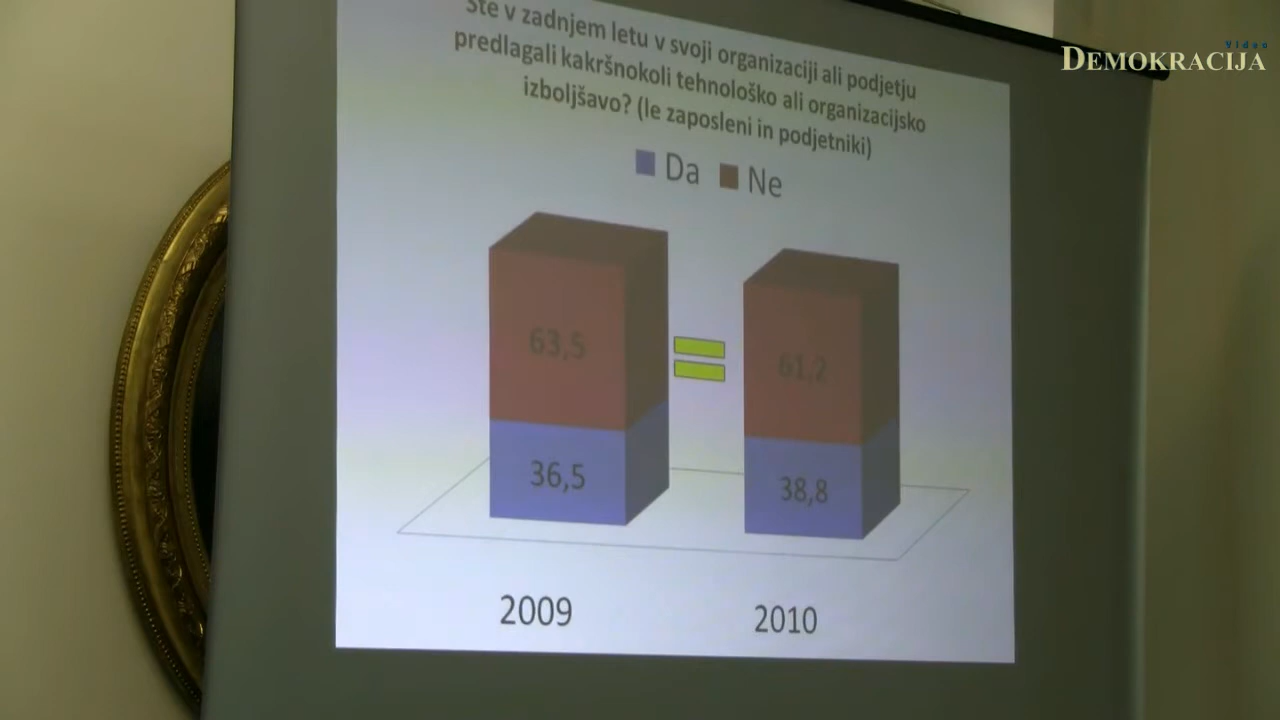 Ste v zadnjem letu v svoji organizaciji ali podjetju
predlagali kakršnokoli tehnološko ali organizacijsko
izboljšavo? (le zaposleni in podjetniki)
Da Ne
63,5
61,2
36,5
38,8
2009
2010
Video
DEMOKRACIJA